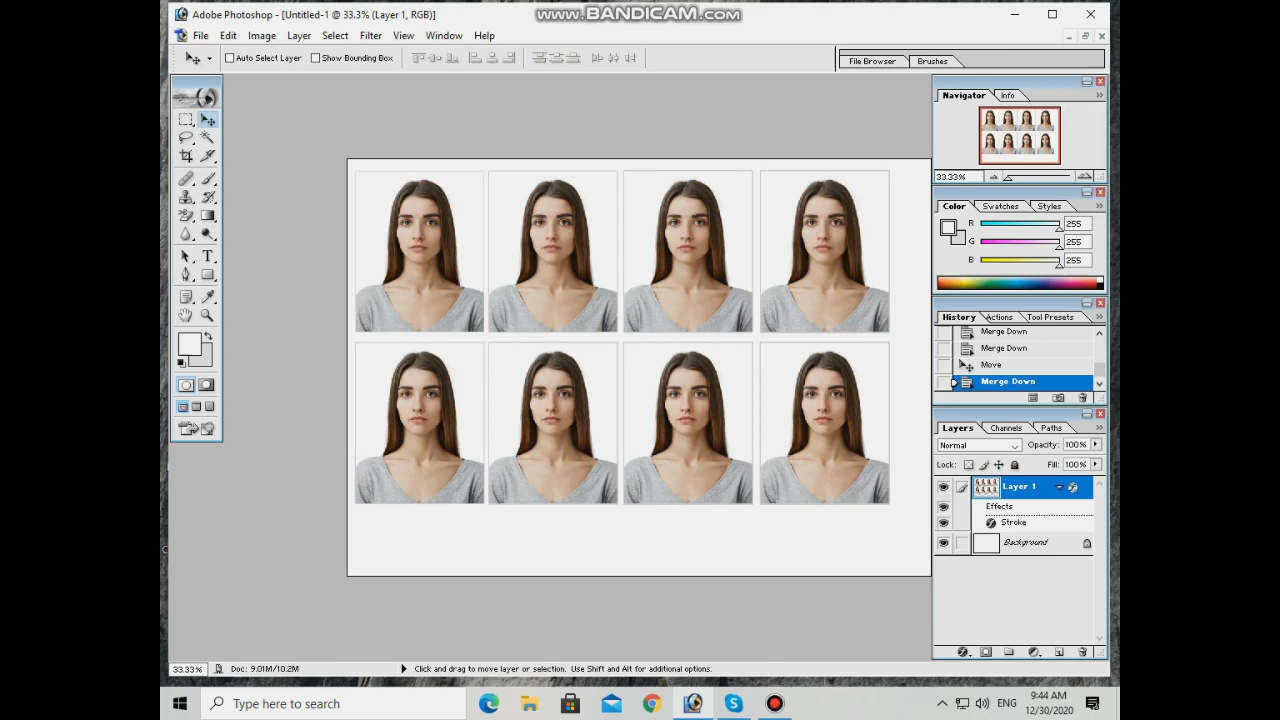 Adobe Photoshop - [Untitled-1 @ 33.3% (Layer 1, RGB)]
www.BANDICAM.com
File Edit Image Layer Select Filter View Window Help
Auto Select Layer Show Bounding Box
File Browser Brushes
Navigator Info
33.33%
Color Swatches Styles
R 255
G 255
B 255
History Actions Tool Presets
Merge Down
Merge Down
Move
Merge Down
Layers Channels Paths
Normal Opacity: 100%
Lock: Fill: 100%
Layer 1
Effects
Stroke
Background
33.33% Doc: 9.01M/10.2M Click and drag to move layer or selection. Use Shift and Alt for additional options.
Type here to search
ENG
9:44 AM
12/30/2020